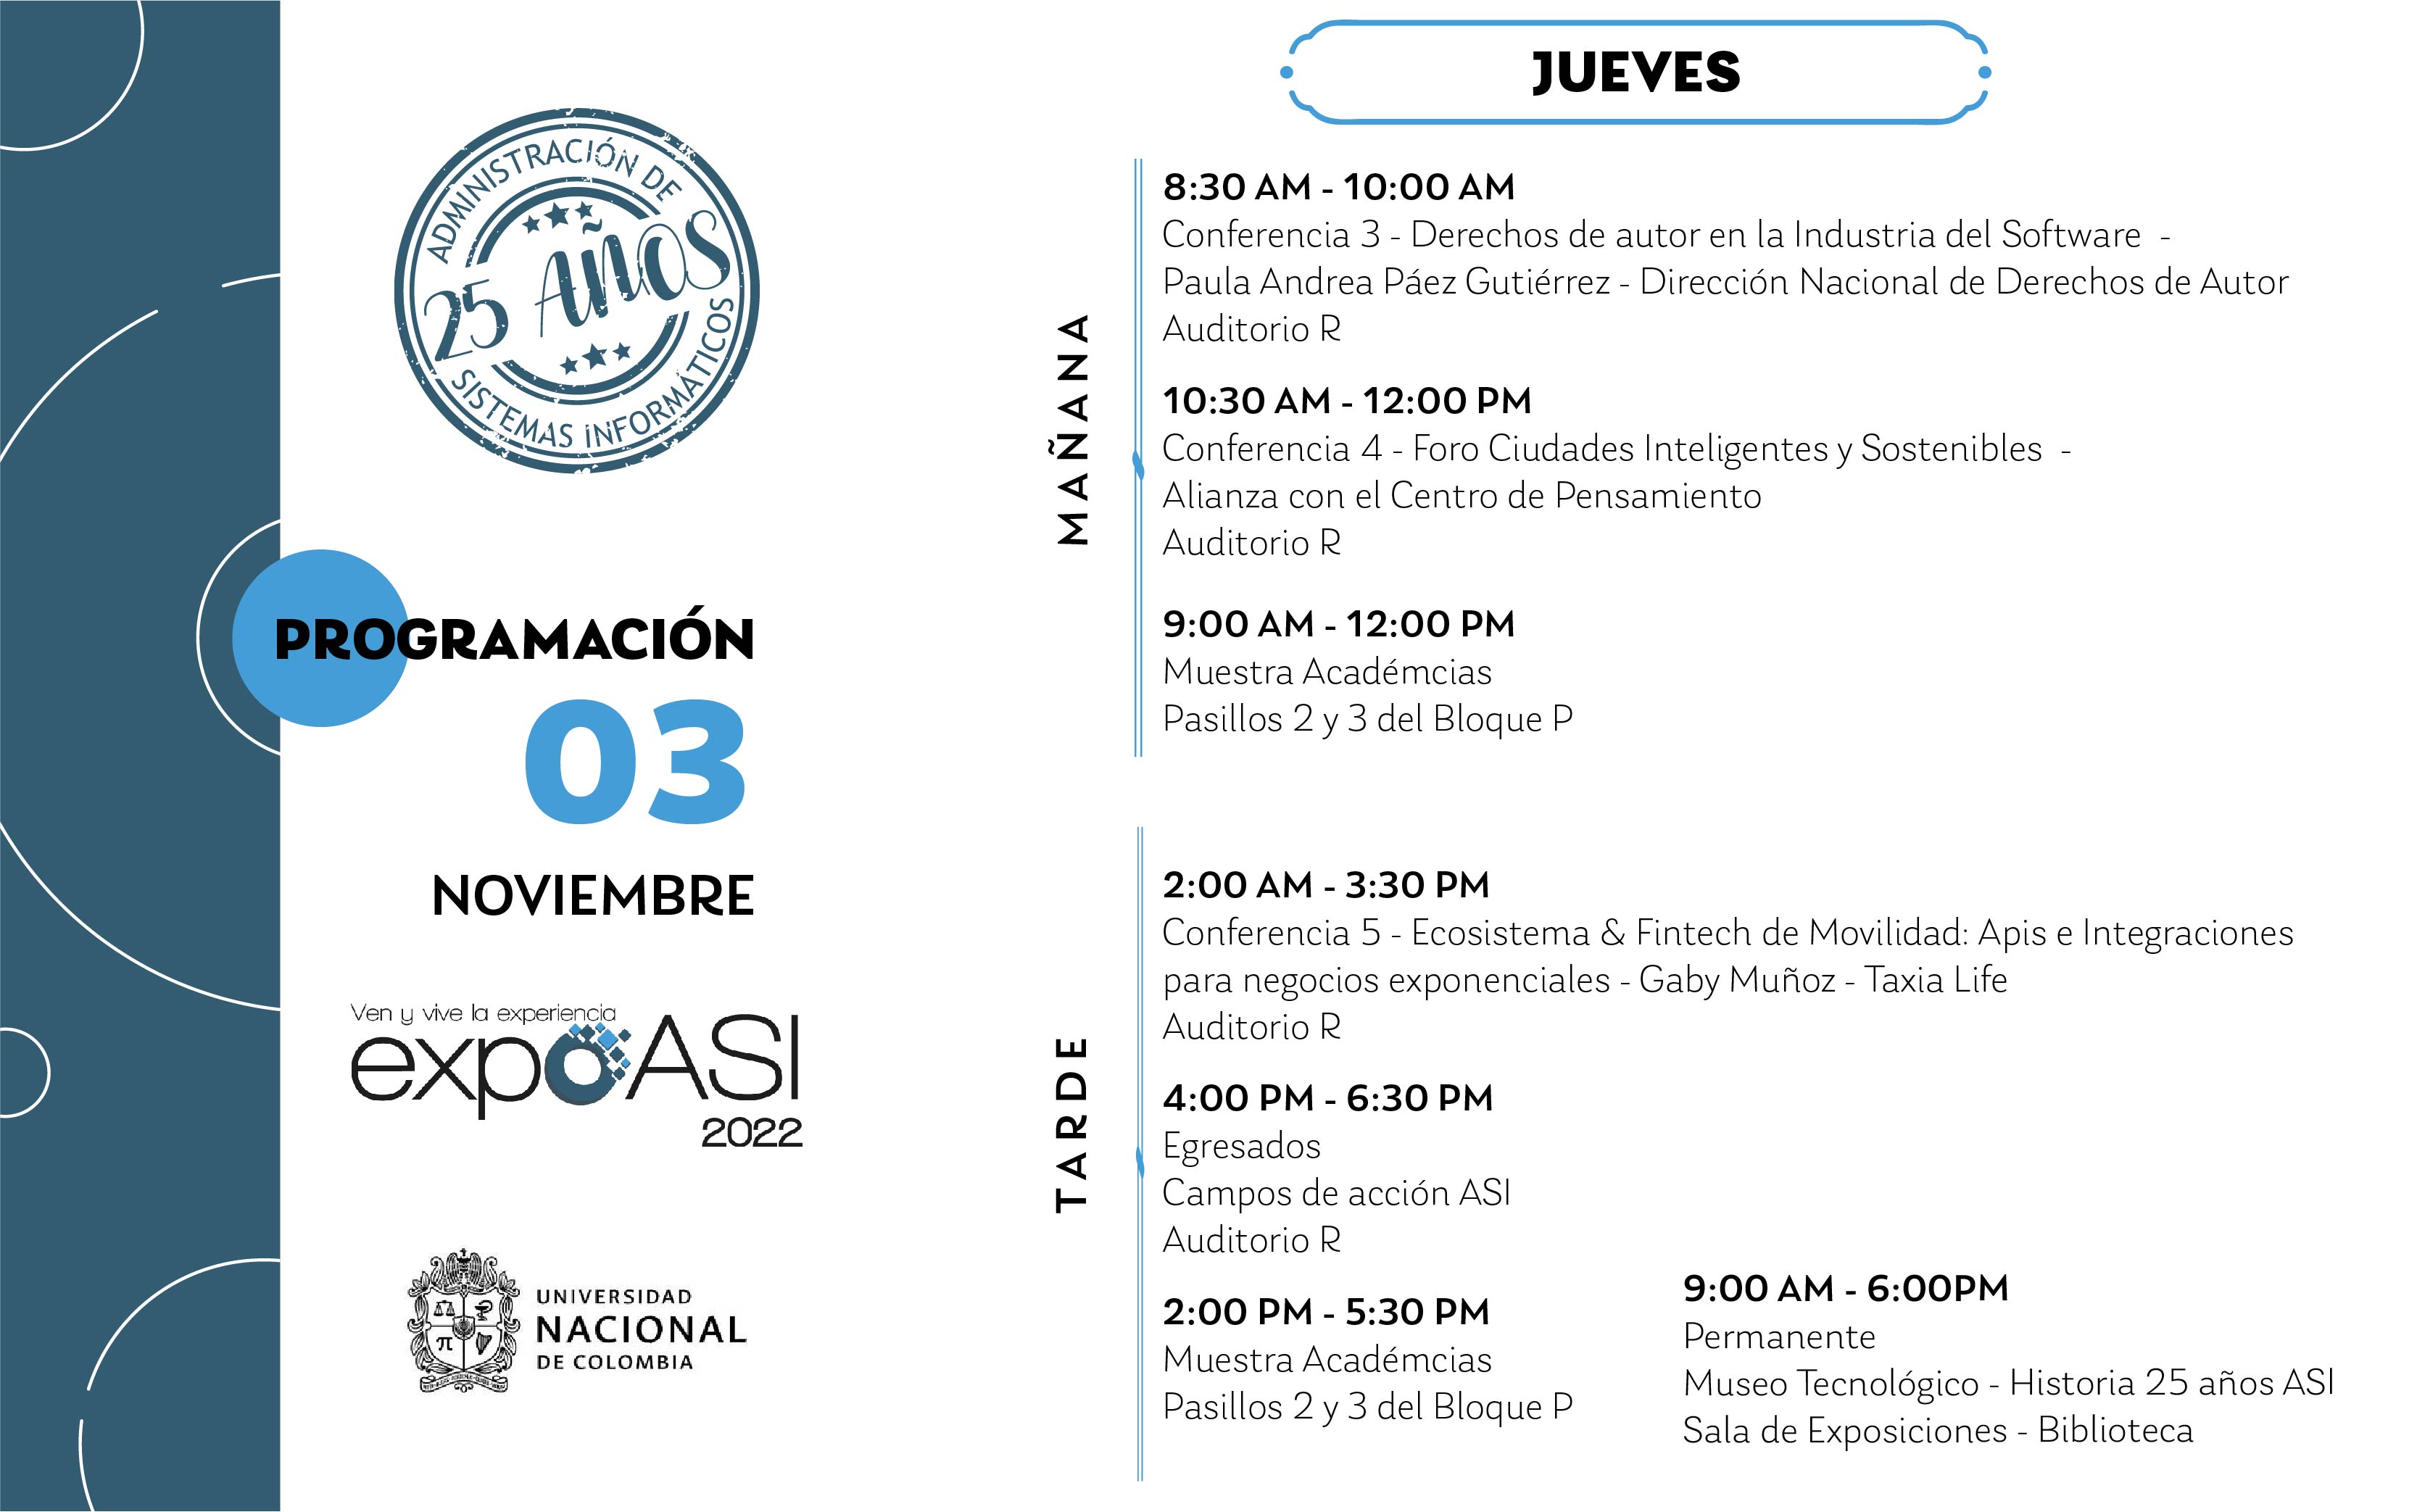 ADMINISTRACIÓN DE
25 AÑOS
SISTEMAS INFORMÁTICOS
PROGRAMACIÓN
03
NOVIEMBRE
Ven y vive la experiencia
expoASI
2022
UNIVERSIDAD
NACIONAL
DE COLOMBIA
JUEVES
MAÑANA
8:30 AM - 10:00 AM
Conferencia 3 - Derechos de autor en la Industria del Software -
Paula Andrea Páez Gutiérrez - Dirección Nacional de Derechos de Autor
Auditorio R
10:30 AM - 12:00 PM
Conferencia 4 - Foro Ciudades Inteligentes y Sostenibles -
Alianza con el Centro de Pensamiento
Auditorio R
9:00 AM - 12:00 PM
Muestra Académcias
Pasillos 2 y 3 del Bloque P
TARDE
2:00 AM - 3:30 PM
Conferencia 5 - Ecosistema & Fintech de Movilidad: Apis e Integraciones
para negocios exponenciales - Gaby Muñoz - Taxia Life
Auditorio R
4:00 PM - 6:30 PM
Egresados
Campos de acción ASI
Auditorio R
2:00 PM - 5:30 PM
Muestra Académcias
Pasillos 2 y 3 del Bloque P
9:00 AM - 6:00PM
Permanente
Museo Tecnológico - Historia 25 años ASI
Sala de Exposiciones - Biblioteca